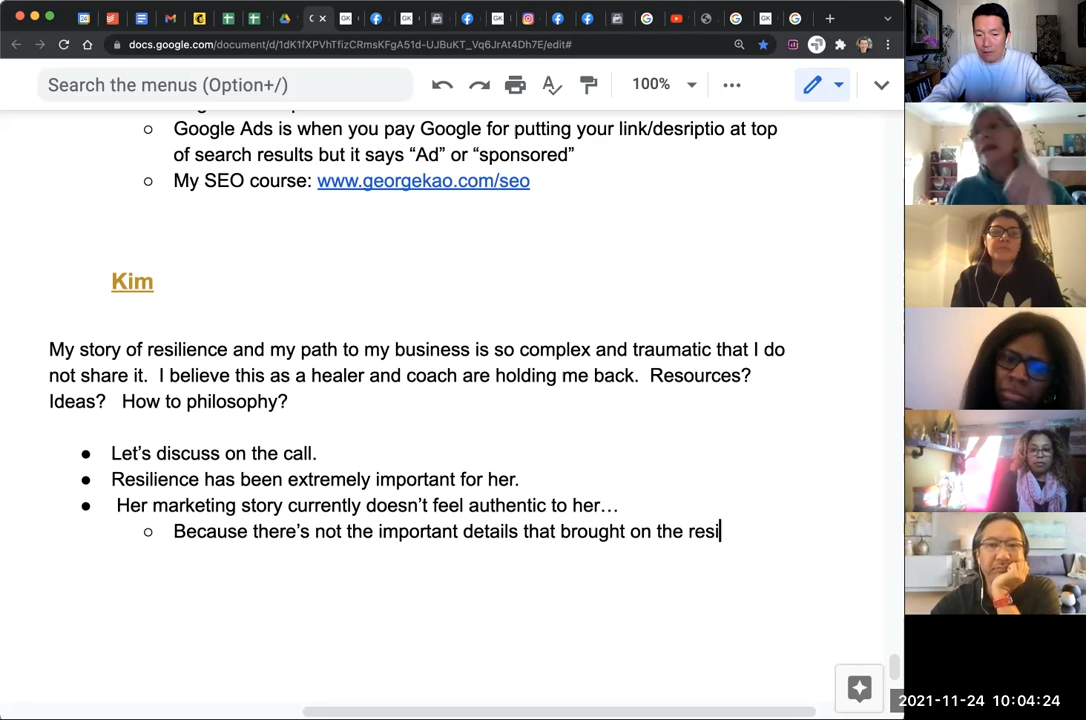 docs.google.com/document/d/1dK1fXPVhTfizCRmsKFgA51d-UJBuKT_Vq6JrAt4Dh7E/edit#
Search the menus (Option+/)
100%
Google Ads is when you pay Google for putting your link/desriptio at top
of search results but it says “Ad” or “sponsored”
My SEO course: www.georgekao.com/seo
Kim
My story of resilience and my path to my business is so complex and traumatic that I do
not share it.  I believe this as a healer and coach are holding me back.  Resources?
Ideas?   How to philosophy?
Let’s discuss on the call.
Resilience has been extremely important for her.
Her marketing story currently doesn’t feel authentic to her…
Because there’s not the important details that brought on the resi
2021-11-24 10:04:24